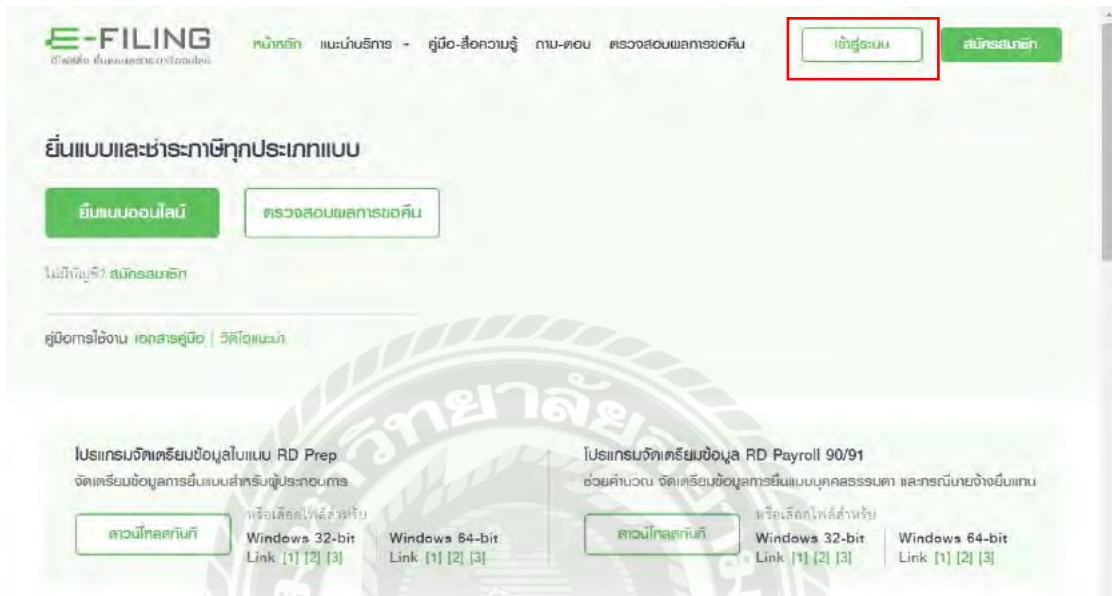 E-FILING
หน้าหลัก แนะนำบริการ คู่มือ-สื่อความรู้ ถาม-ตอบ ตรวจสอบผลการขอคืน เข้าสู่ระบบ สมัครสมาชิก
ยื่นแบบและชำระภาษีทุกประเภทแบบ
ยื่นแบบออนไลน์ ตรวจสอบผลการขอคืน
ไม่มีบัญชี? สมัครสมาชิก
คู่มือการใช้งาน เอกสารคู่มือ | วิดีโอแนะนำ
วิทยาลัย
โปรแกรมจัดเตรียมข้อมูลใบแนบ RD Prep
จัดเตรียมข้อมูลการยื่นแบบสำหรับผู้ประกอบการ
ดาวน์โหลดทันที
หรือเลือกไฟล์สำหรับ
Windows 32-bit Windows 64-bit
Link [1] [2] [3] Link [1] [2] [3]
โปรแกรมจัดเตรียมข้อมูล RD Payroll 90/91
ช่วยคำนวณ จัดเตรียมข้อมูลการยื่นแบบบุคคลธรรมดา และกรณีนายจ้างยื่นแทน
ดาวน์โหลดทันที
หรือเลือกไฟล์สำหรับ
Windows 32-bit Windows 64-bit
Link [1] [2] [3] Link [1] [2] [3]